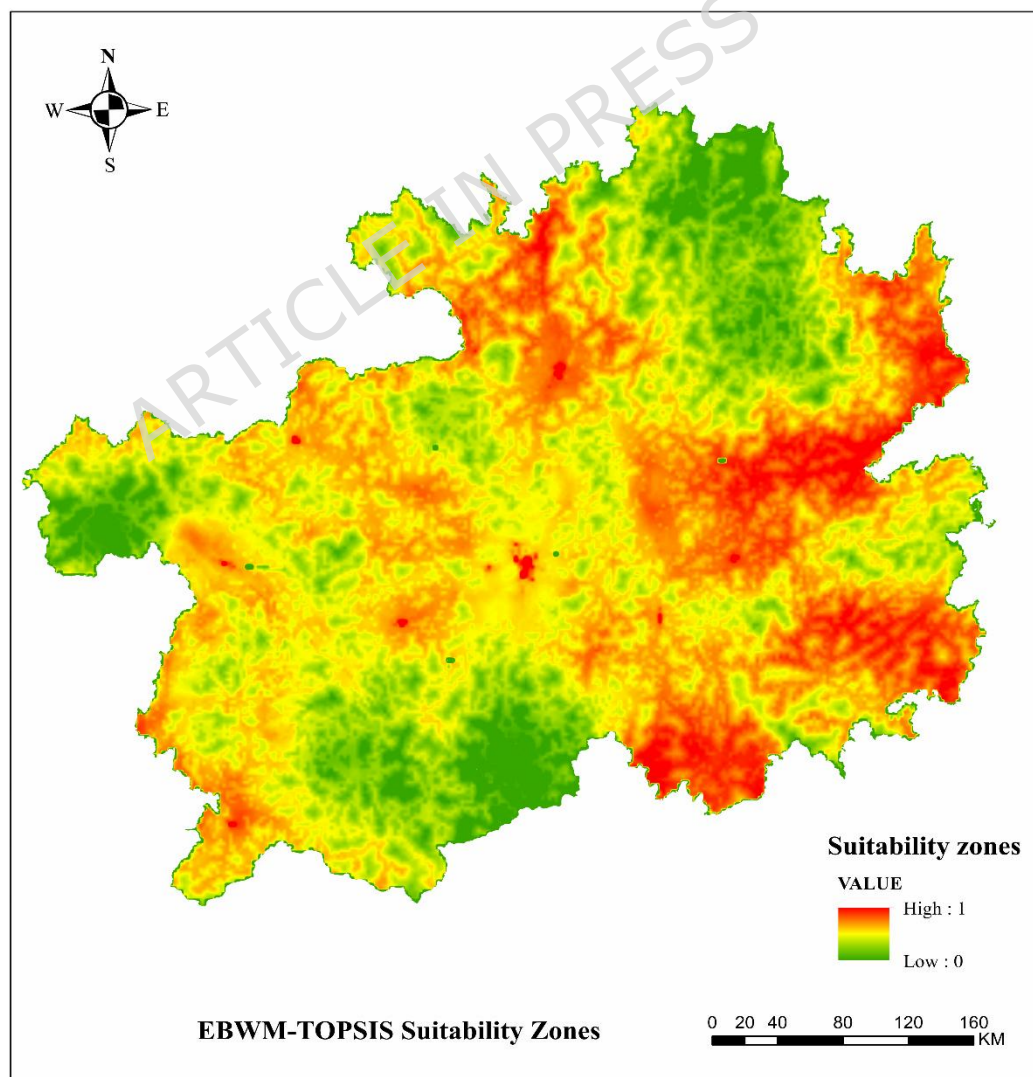 ARTICLE IN PRESS
N
W E
S
Suitability zones
VALUE
High : 1
Low : 0
EBWM-TOPSIS Suitability Zones
0 20 40 80 120 160
KM